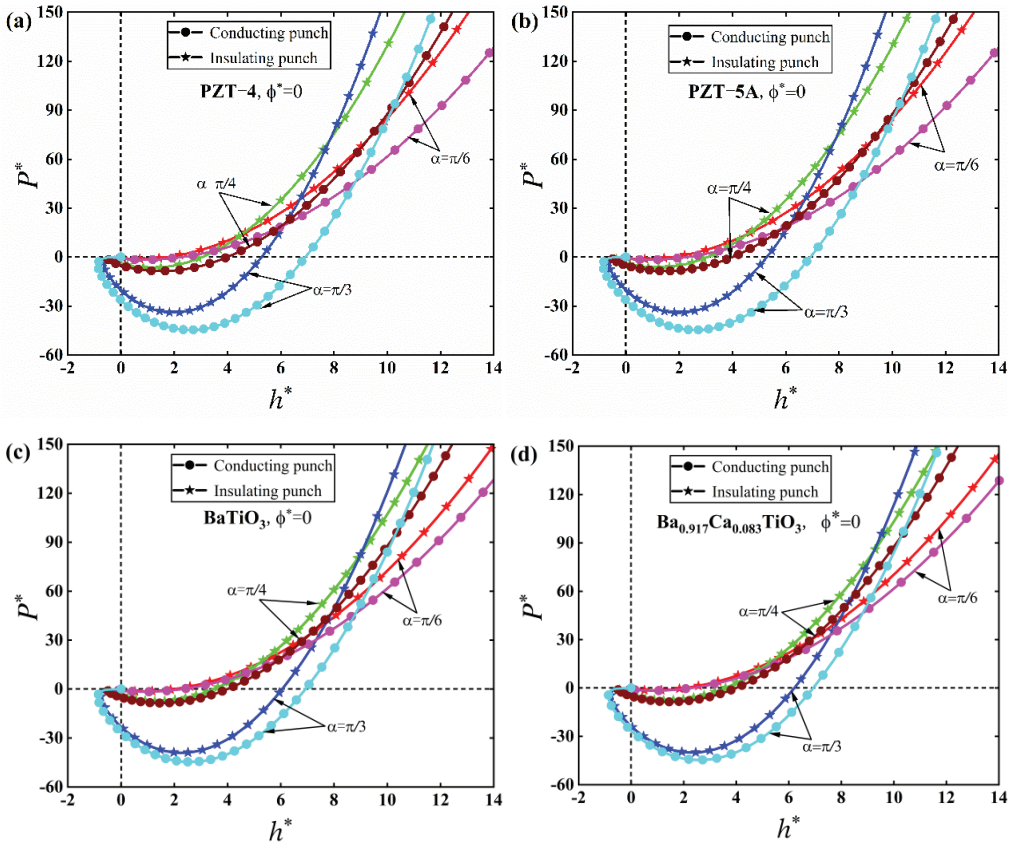 (a)
Conducting punch
Insulating punch
PZT−4, ϕ*=0
α π/4
α=π/6
α=π/3
P*
150
120
90
60
30
0
-30
-60
-2 0 2 4 6 8 10 12 14
h*
(b)
Conducting punch
Insulating punch
PZT−5A, ϕ*=0
α=π/4
α=π/6
α=π/3
P*
150
120
90
60
30
0
-30
-60
-2 0 2 4 6 8 10 12 14
h*
(c)
Conducting punch
Insulating punch
BaTiO₃, ϕ*=0
α=π/4
α=π/6
α=π/3
P*
150
120
90
60
30
0
-30
-60
-2 0 2 4 6 8 10 12 14
h*
(d)
Conducting punch
Insulating punch
Ba₀.₉₁₇Ca₀.₀₈₃TiO₃, ϕ*=0
α=π/4
α=π/6
α=π/3
P*
150
120
90
60
30
0
-30
-60
-2 0 2 4 6 8 10 12 14
h*